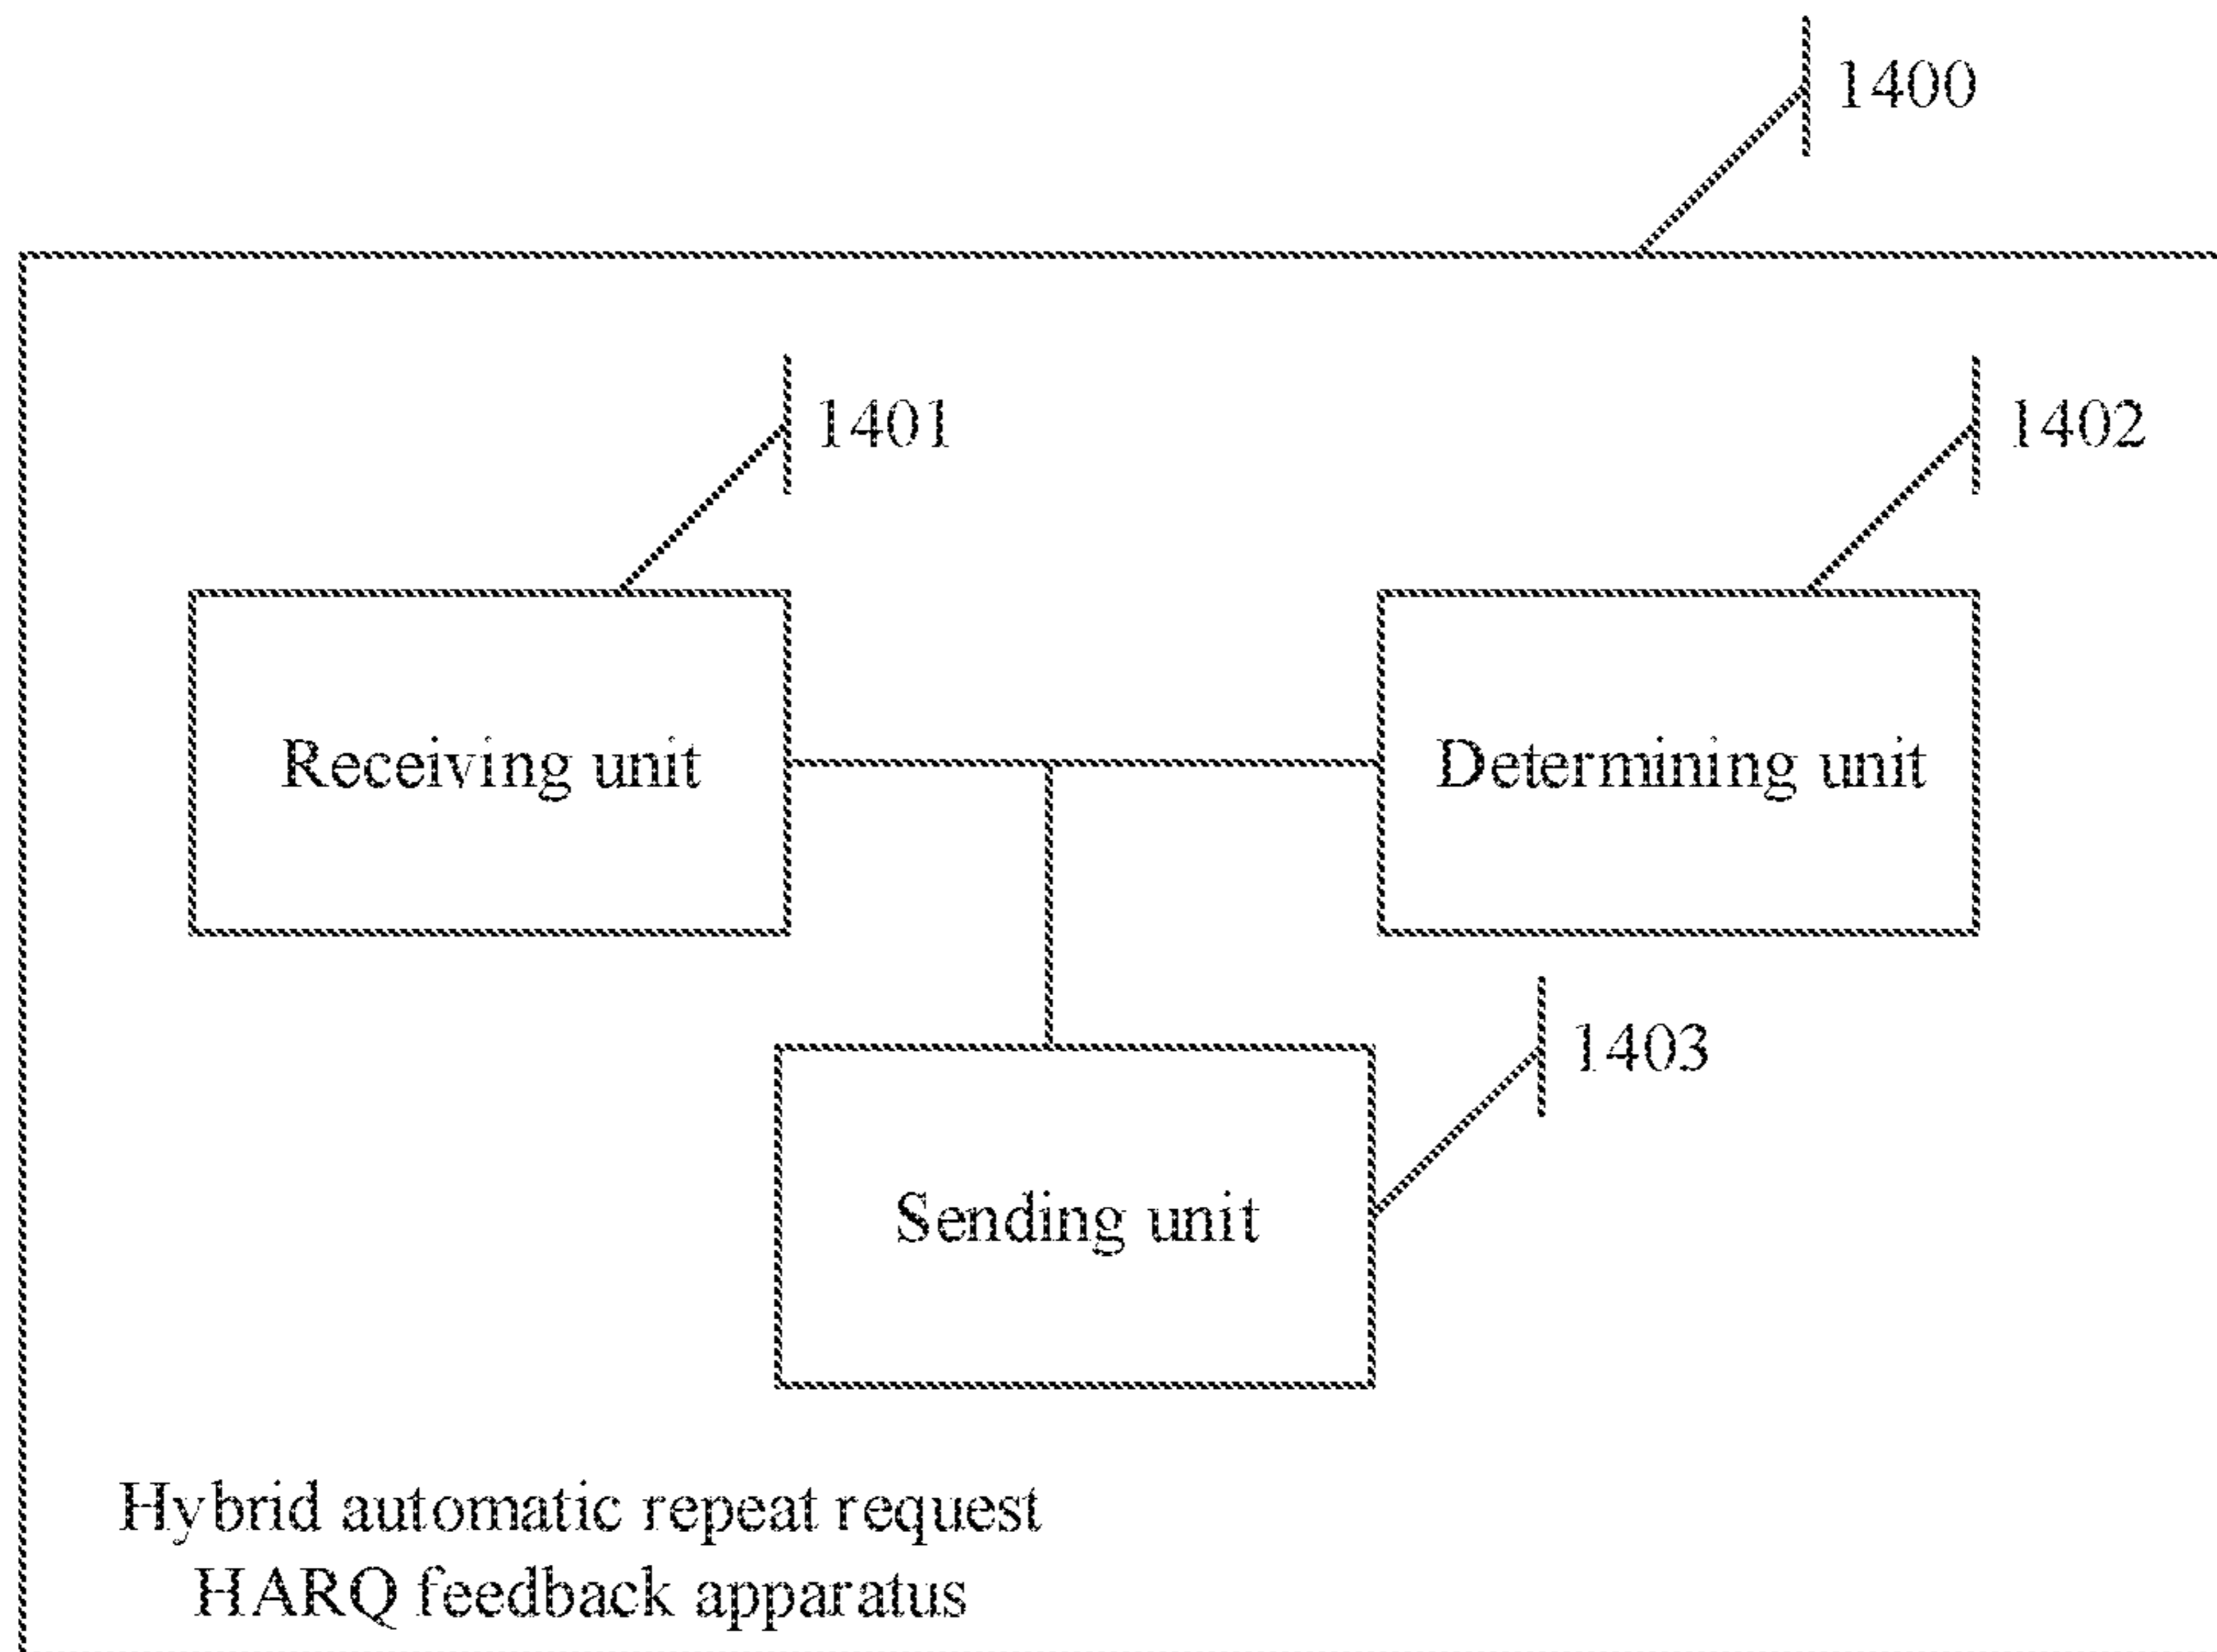 1400
1401
1402
Receiving unit
Determining unit
1403
Sending unit
Hybrid automatic repeat request
HARQ feedback apparatus